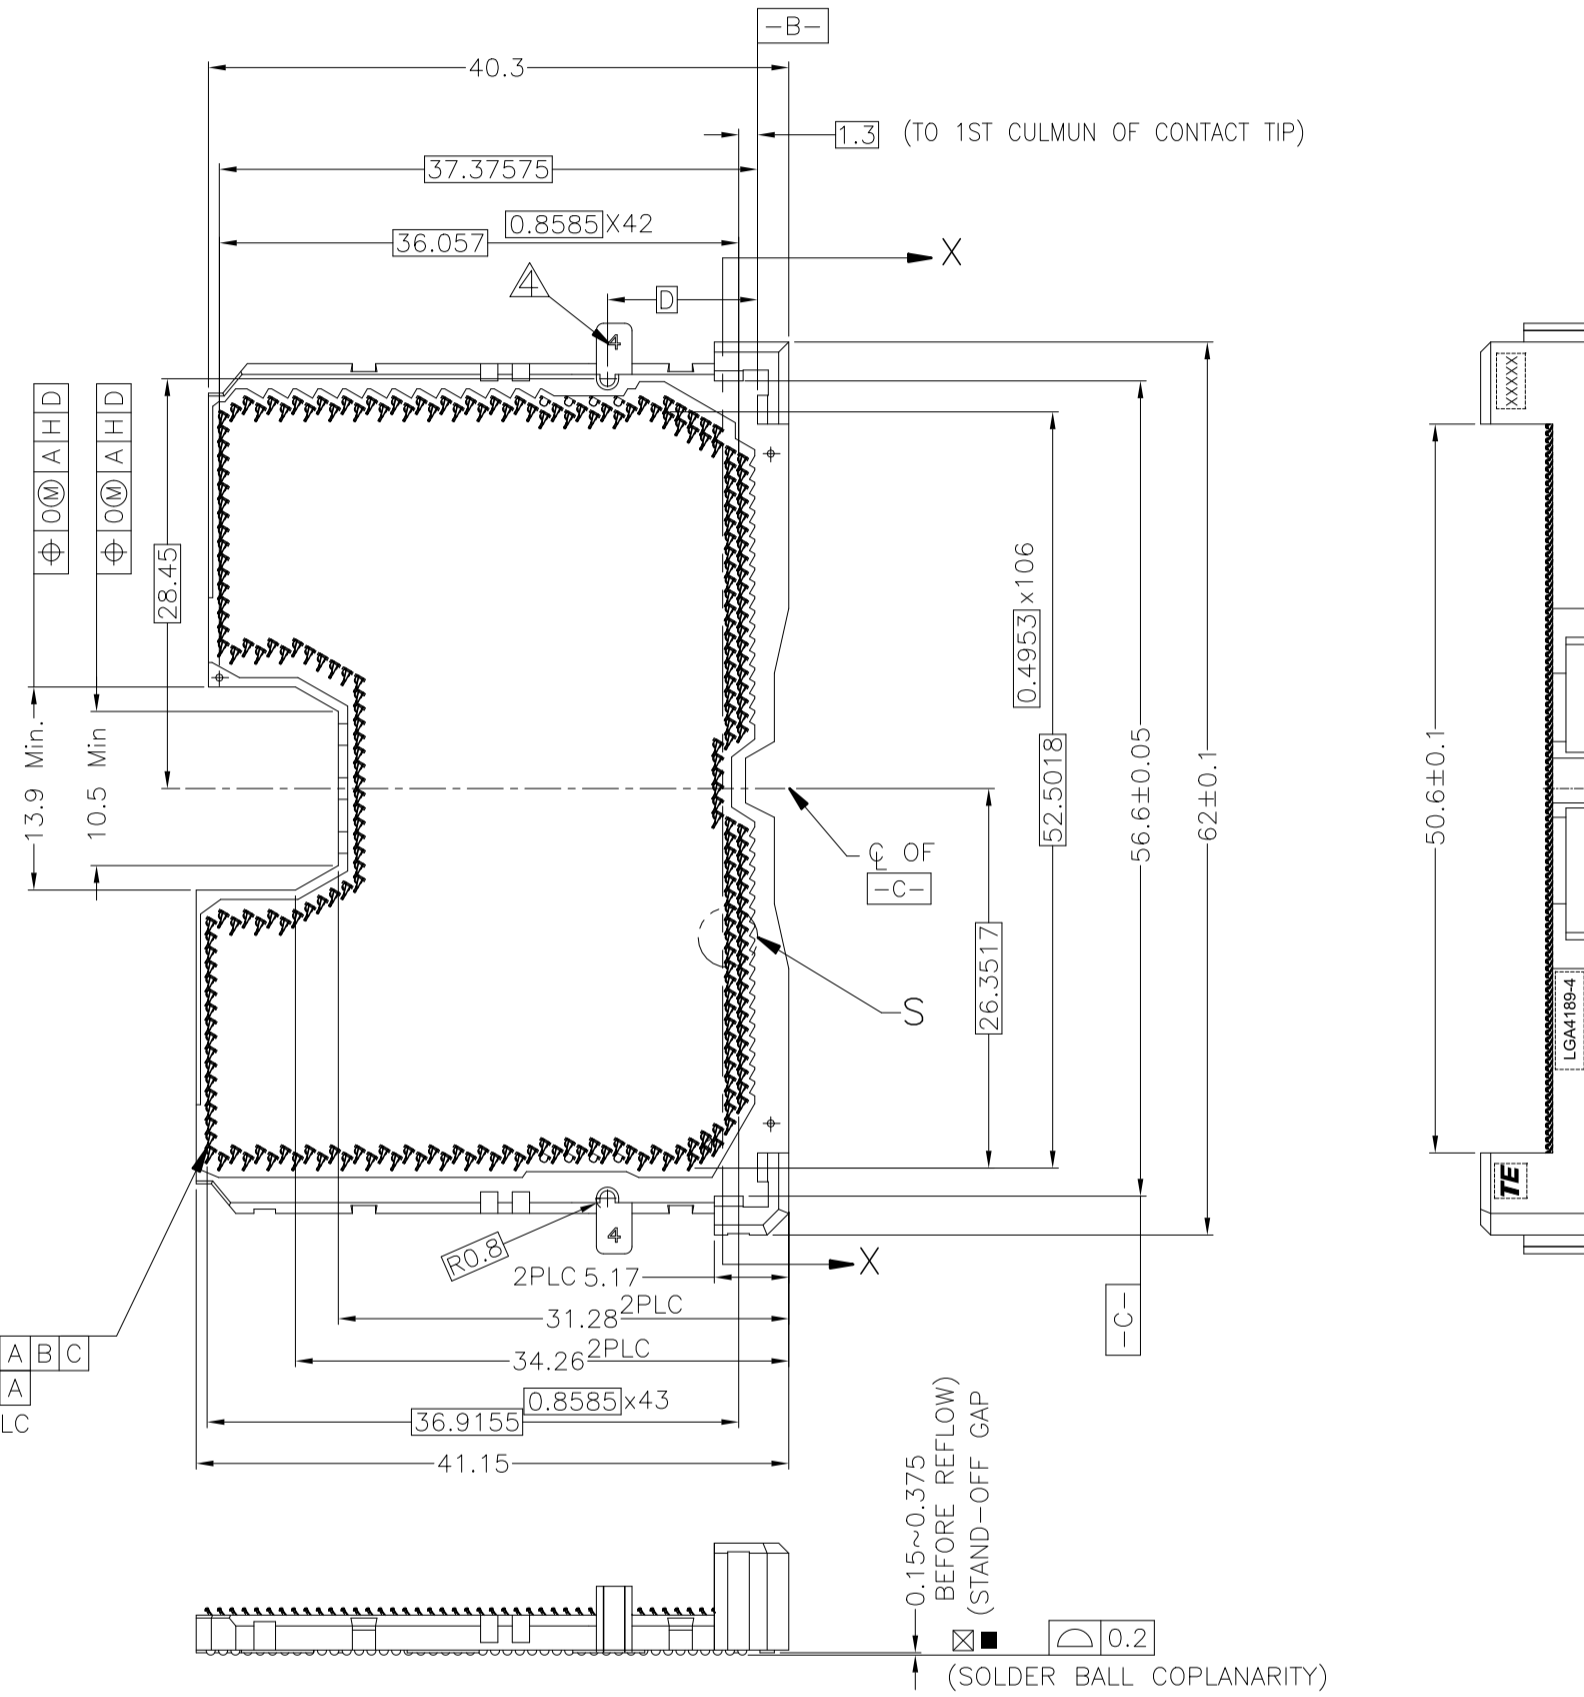 -B-
40.3
1.3 (TO 1ST CULMUN OF CONTACT TIP)
37.37575
0.8585 X42
36.057
X
4
D
4
⌖ 0Ⓜ A H D
⌖ 0Ⓜ A H D
28.45
13.9 Min.
10.5 Min
0.4953 x106
52.5018
56.6±0.05
62±0.1
26.3517
℄ OF
-C-
S
R0.8
4
2PLC 5.17
X
31.28 2PLC
34.26 2PLC
0.8585 x43
36.9155
41.15
A B C
A
LC
-C-
0.15~0.375
BEFORE REFLOW)
(STAND-OFF GAP
⌓ 0.2
(SOLDER BALL COPLANARITY)
XXXXX
50.6±0.1
LGA4189-4
TE